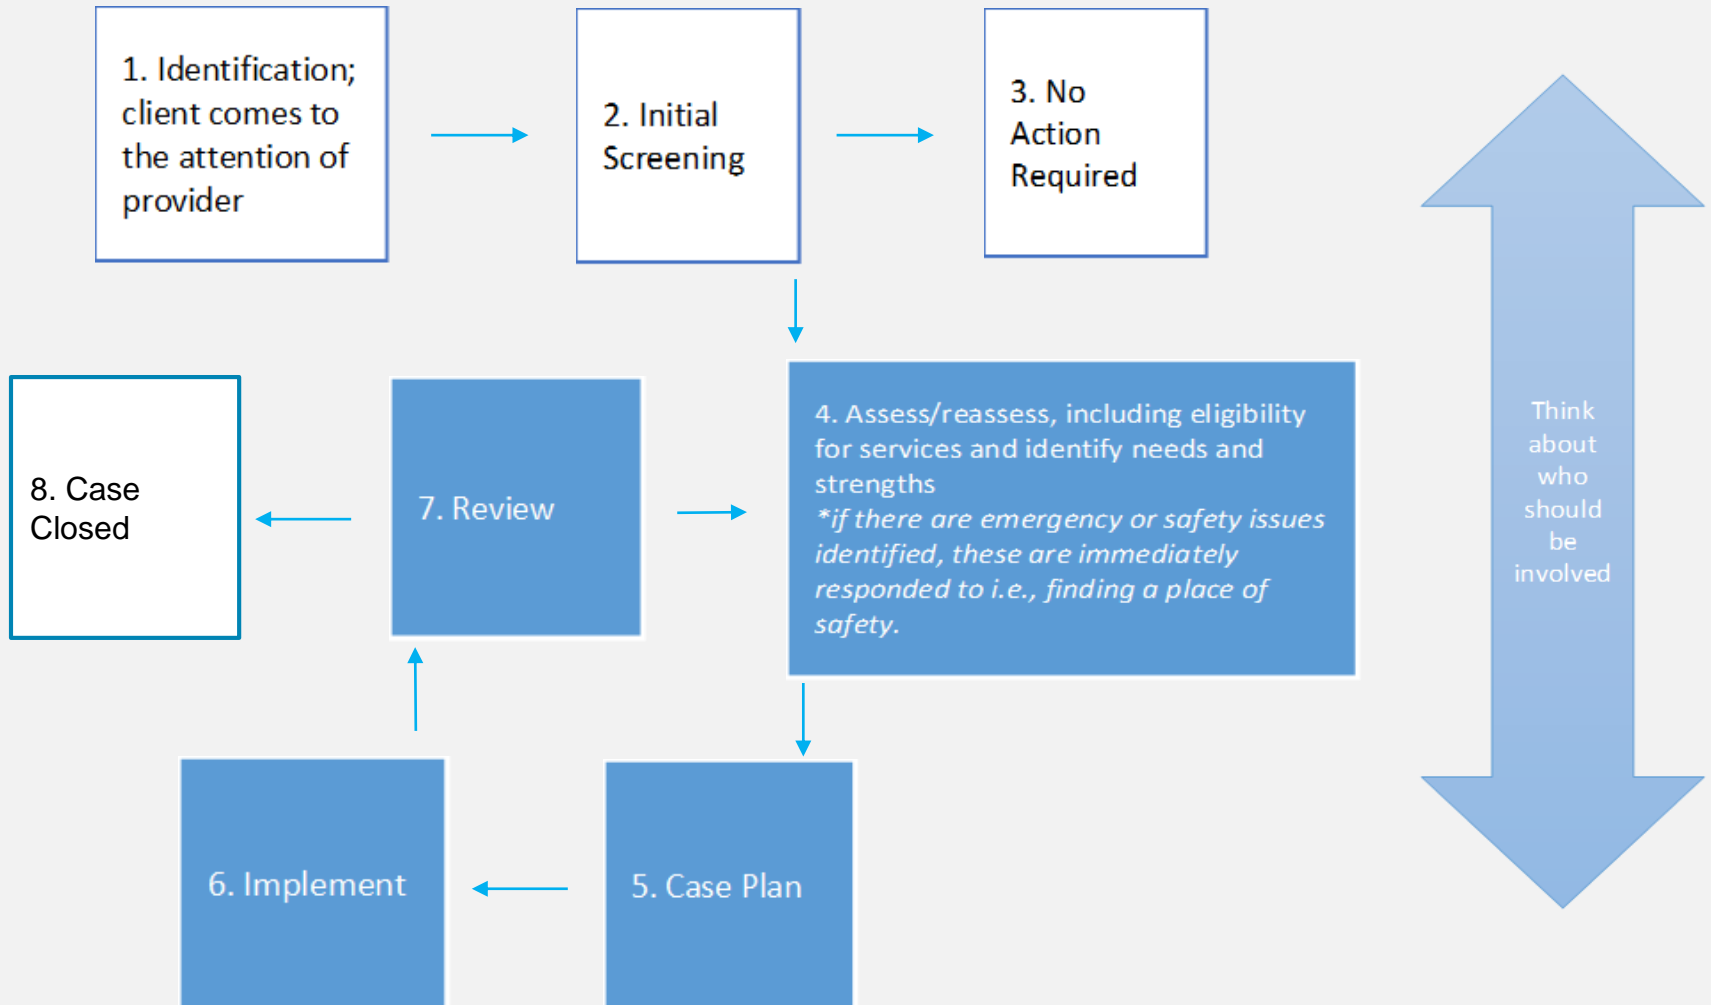 1. Identification;
client comes to
the attention of
provider
2. Initial
Screening
3. No
Action
Required
4. Assess/reassess, including eligibility
for services and identify needs and
strengths
*if there are emergency or safety issues
identified, these are immediately
responded to i.e., finding a place of
safety.
7. Review
8. Case
Closed
6. Implement
5. Case Plan
Think
about
who
should
be
involved